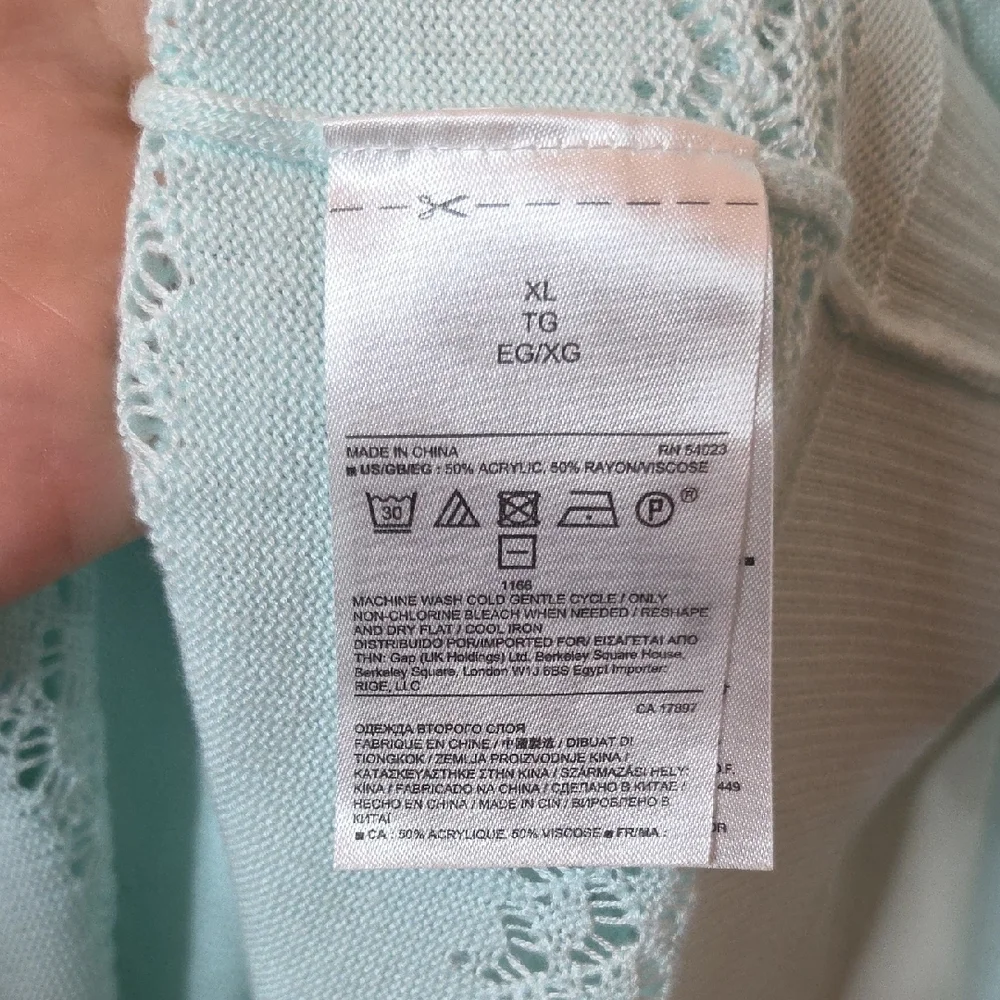 XL
TG
EG/XG
MADE IN CHINA RN 54023
■ US/GB/EG : 50% ACRYLIC, 50% RAYON/VISCOSE
30 P ®
1166
MACHINE WASH COLD GENTLE CYCLE / ONLY
NON-CHLORINE BLEACH WHEN NEEDED / RESHAPE
AND DRY FLAT / COOL IRON
DISTRIBUIDO POR/IMPORTED FOR/ ΕΙΣΑΓΕΤΑΙ ΑΠΟ
ΤΗΝ: Gap (UK Holdings) Ltd, Berkeley Square House,
Berkeley Square, London W1J 6BS Egypt Importer:
RIGE, LLC
CA 17897
ОДЕЖДА ВТОРОГО СЛОЯ
FABRIQUE EN CHINE / 中國製造 / DIBUAT DI
TIONGKOK / ZEMLJA PROIZVODNJE KINA /
ΚΑΤΑΣΚΕΥΑΣΤΗΚΕ ΣΤΗΝ ΚΙΝΑ / SZÁRMAZÁSI HELY:
KÍNA / FABRICADO NA CHINA / СДЕЛАНО В КИТАЕ /
HECHO EN CHINA / MADE IN CIN / ВИРОБЛЕНО В
КИТАЇ
■ CA : 50% ACRYLIQUE, 50% VISCOSE ■ FR/MA :
449